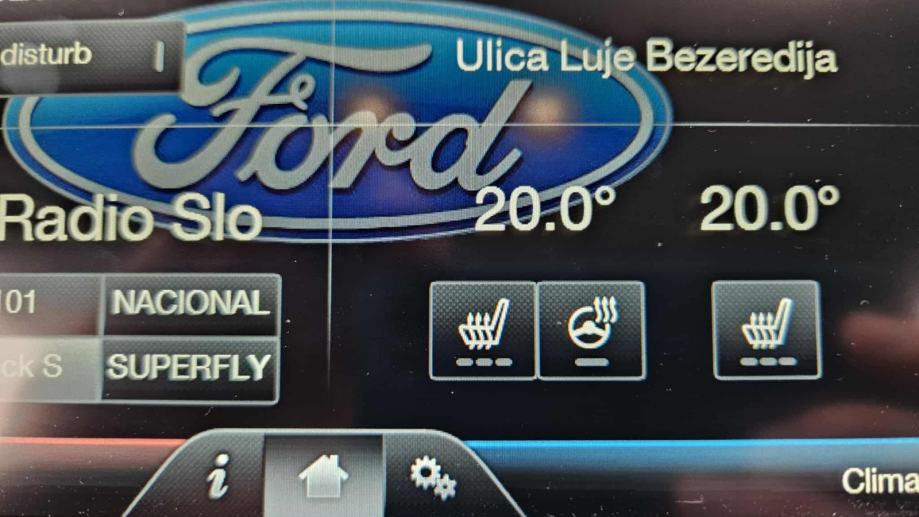 disturb
Ulica Luje Bezeredija
Ford
Radio Slo
20.0° 20.0°
101 NACIONAL
ck S SUPERFLY
i
Clima